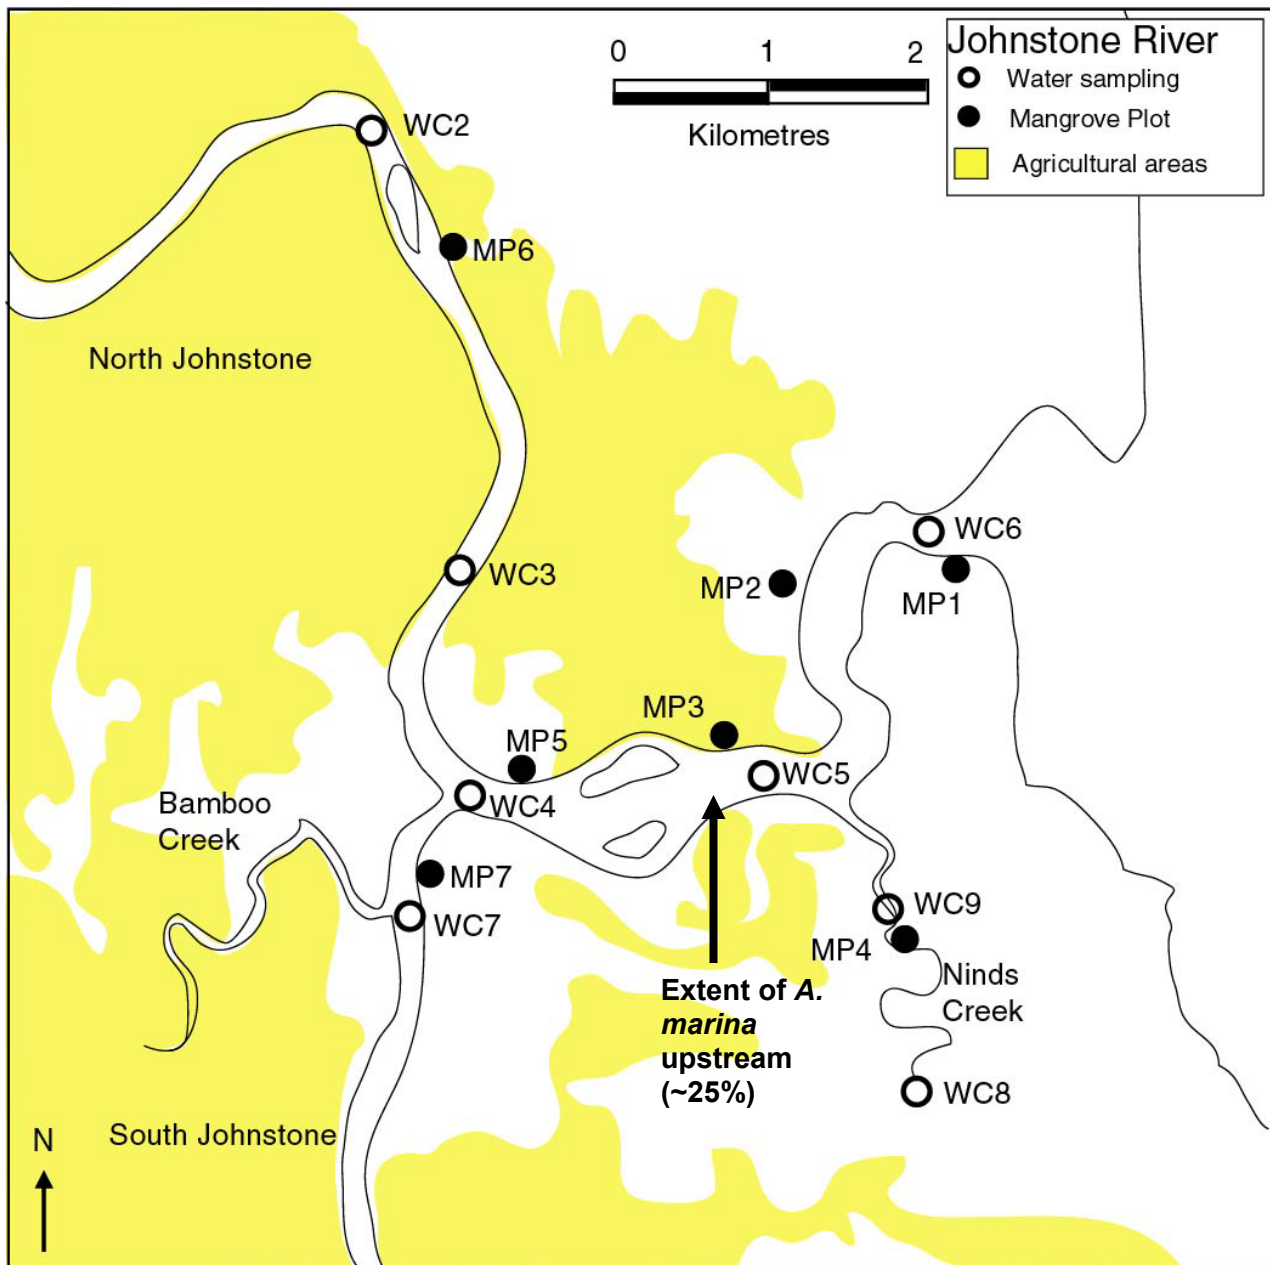 0 1 2
Kilometres
Johnstone River
Water sampling
Mangrove Plot
Agricultural areas
WC2
MP6
North Johnstone
WC6
WC3
MP2
MP1
MP3
MP5
WC5
WC4
Bamboo
Creek
MP7
WC7
WC9
MP4
Ninds
Creek
Extent of A.
marina
upstream
(~25%)
WC8
South Johnstone
N